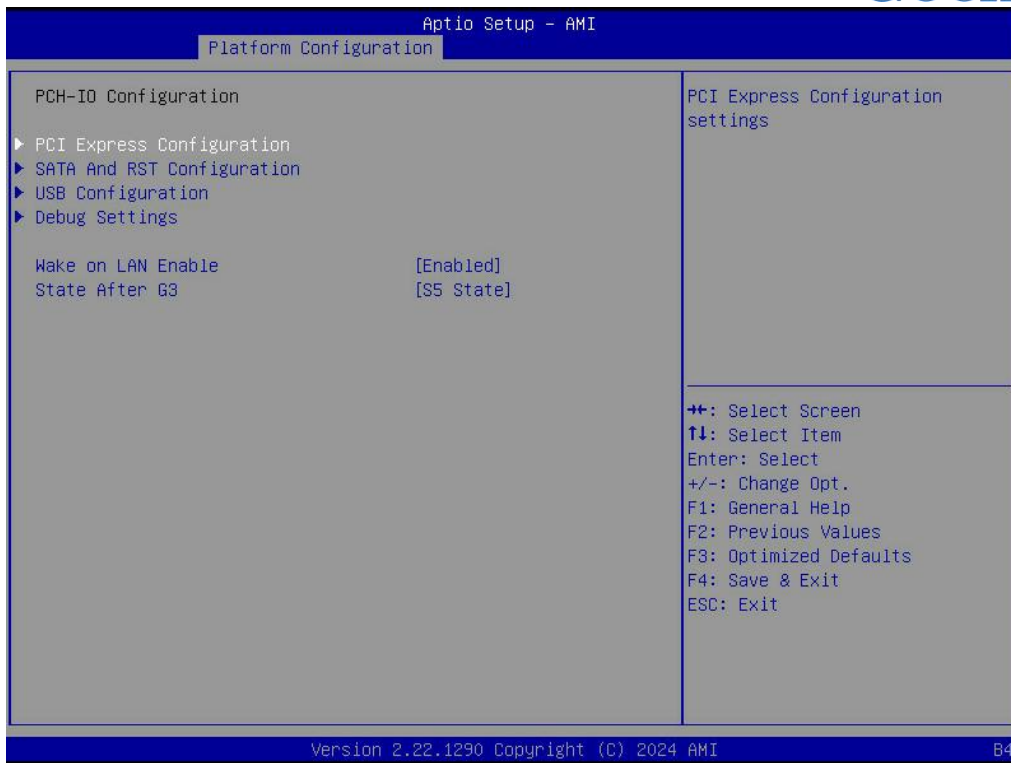 Aptio Setup - AMI
Platform Configuration
PCH-IO Configuration
PCI Express Configuration
SATA And RST Configuration
USB Configuration
Debug Settings
Wake on LAN Enable [Enabled]
State After G3 [S5 State]
PCI Express Configuration
settings
→←: Select Screen
↑↓: Select Item
Enter: Select
+/-: Change Opt.
F1: General Help
F2: Previous Values
F3: Optimized Defaults
F4: Save & Exit
ESC: Exit
Version 2.22.1290 Copyright (C) 2024 AMI
B4